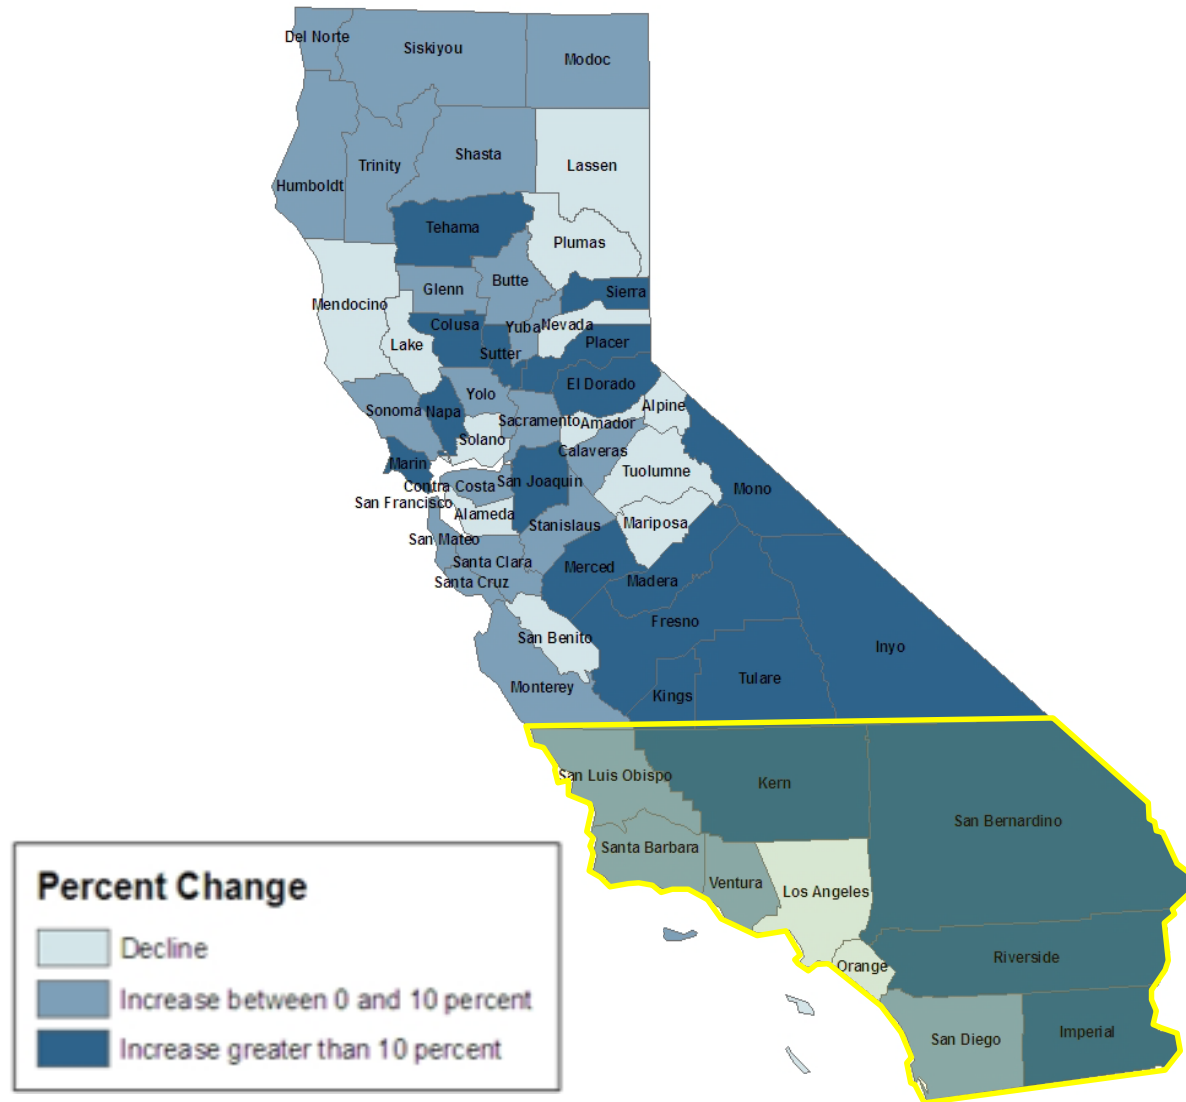 Del Norte
Siskiyou
Modoc
Humboldt
Trinity
Shasta
Lassen
Tehama
Plumas
Mendocino
Glenn
Butte
Sierra
Lake
Colusa
Sutter
Yuba
Nevada
Placer
El Dorado
Sonoma
Napa
Yolo
Sacramento
Amador
Alpine
Solano
Calaveras
Marin
Contra Costa
San Joaquin
Tuolumne
Mono
San Francisco
Alameda
Stanislaus
Mariposa
San Mateo
Santa Clara
Santa Cruz
Merced
Madera
Fresno
San Benito
Inyo
Monterey
Kings
Tulare
San Luis Obispo
Kern
San Bernardino
Santa Barbara
Ventura
Los Angeles
Orange
Riverside
San Diego
Imperial
Percent Change
Decline
Increase between 0 and 10 percent
Increase greater than 10 percent